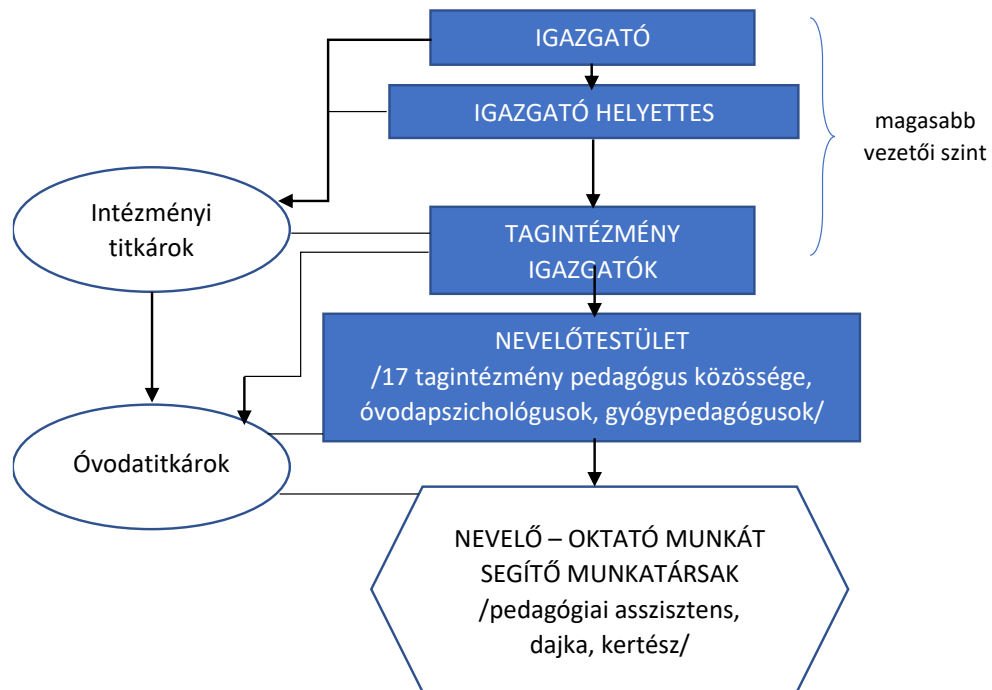 IGAZGATÓ
IGAZGATÓ HELYETTES
magasabb
vezetői szint
Intézményi
titkárok
TAGINTÉZMÉNY
IGAZGATÓK
NEVELŐTESTÜLET
/17 tagintézmény pedagógus közössége,
óvodapszichológusok, gyógypedagógusok/
Óvodatitkárok
NEVELŐ – OKTATÓ MUNKÁT
SEGÍTŐ MUNKATÁRSAK
/pedagógiai asszisztens,
dajka, kertész/